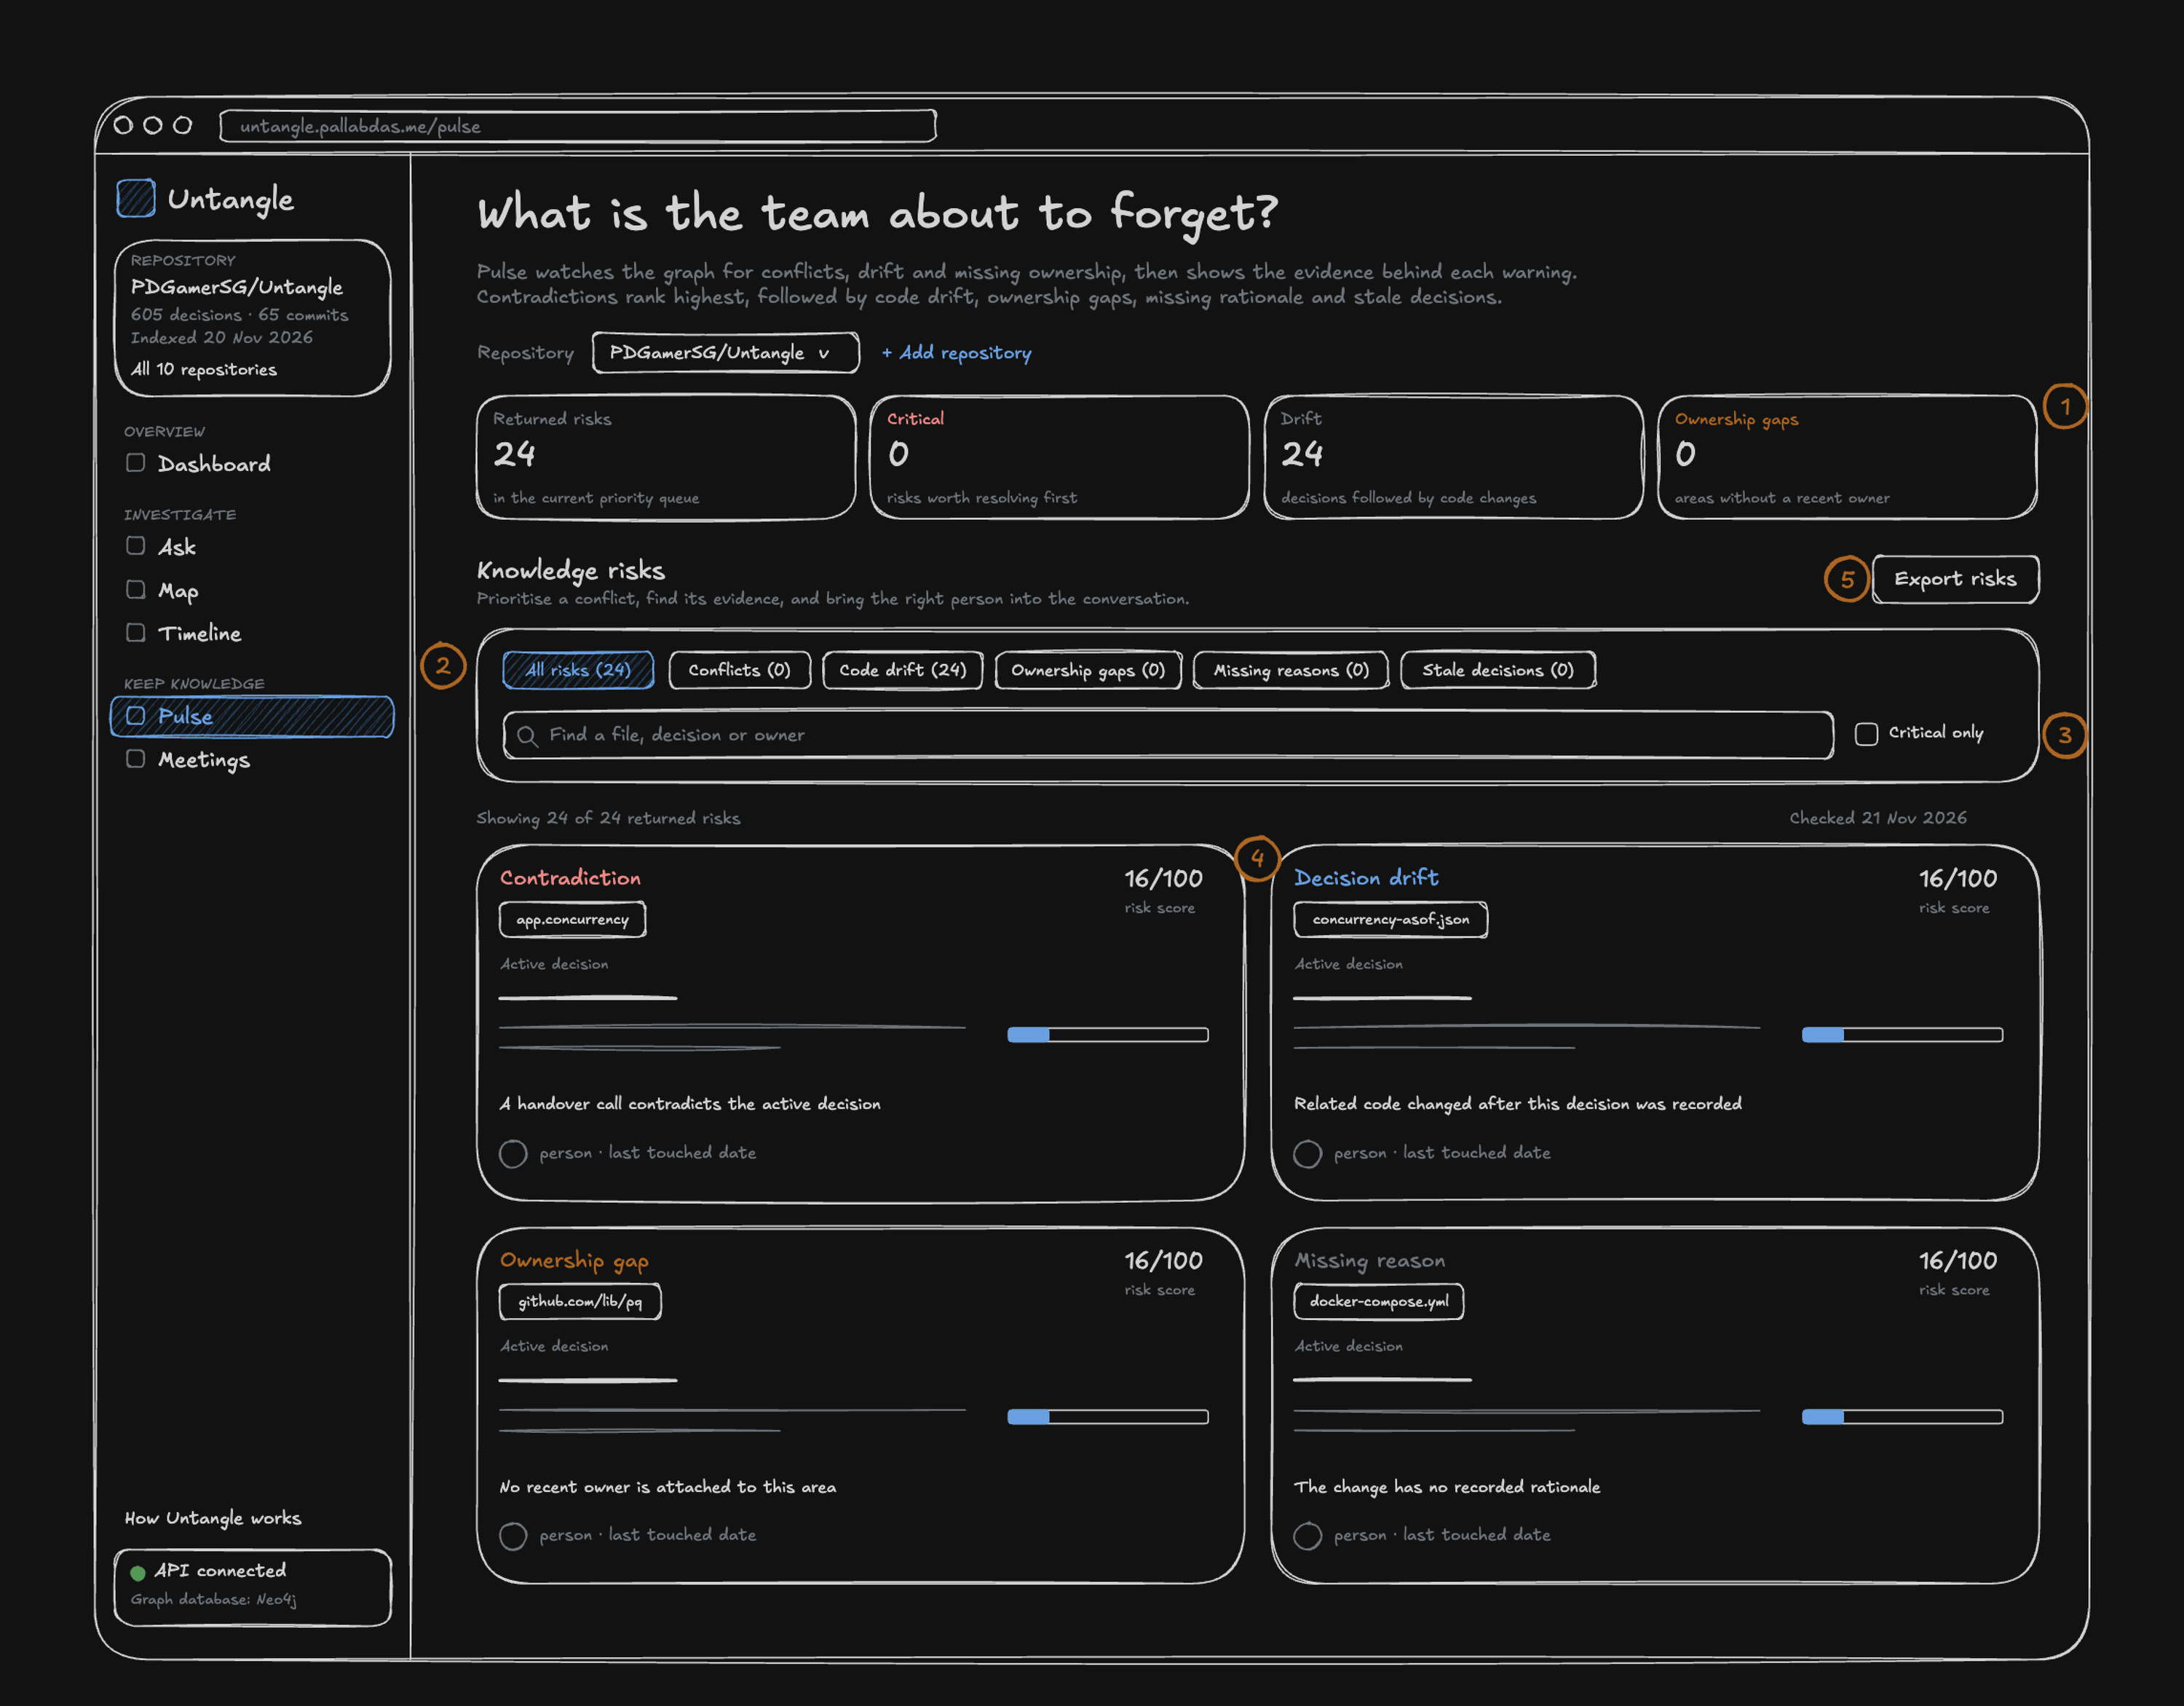 untangle.pallabdas.me/pulse
Untangle
REPOSITORY
PDGamerSG/Untangle
605 decisions · 65 commits
Indexed 20 Nov 2026
All 10 repositories
OVERVIEW
Dashboard
INVESTIGATE
Ask
Map
Timeline
KEEP KNOWLEDGE
Pulse
Meetings
How Untangle works
API connected
Graph database: Neo4j
What is the team about to forget?
Pulse watches the graph for conflicts, drift and missing ownership, then shows the evidence behind each warning.
Contradictions rank highest, followed by code drift, ownership gaps, missing rationale and stale decisions.
Repository
PDGamerSG/Untangle v
+ Add repository
Returned risks
24
in the current priority queue
Critical
0
risks worth resolving first
Drift
24
decisions followed by code changes
Ownership gaps
0
areas without a recent owner
1
Knowledge risks
Prioritise a conflict, find its evidence, and bring the right person into the conversation.
5
Export risks
2
All risks (24)
Conflicts (0)
Code drift (24)
Ownership gaps (0)
Missing reasons (0)
Stale decisions (0)
Find a file, decision or owner
Critical only
3
Showing 24 of 24 returned risks
Checked 21 Nov 2026
4
Contradiction
16/100
risk score
app.concurrency
Active decision
A handover call contradicts the active decision
person · last touched date
Decision drift
16/100
risk score
concurrency-asof.json
Active decision
Related code changed after this decision was recorded
person · last touched date
Ownership gap
16/100
risk score
github.com/lib/pq
Active decision
No recent owner is attached to this area
person · last touched date
Missing reason
16/100
risk score
docker-compose.yml
Active decision
The change has no recorded rationale
person · last touched date